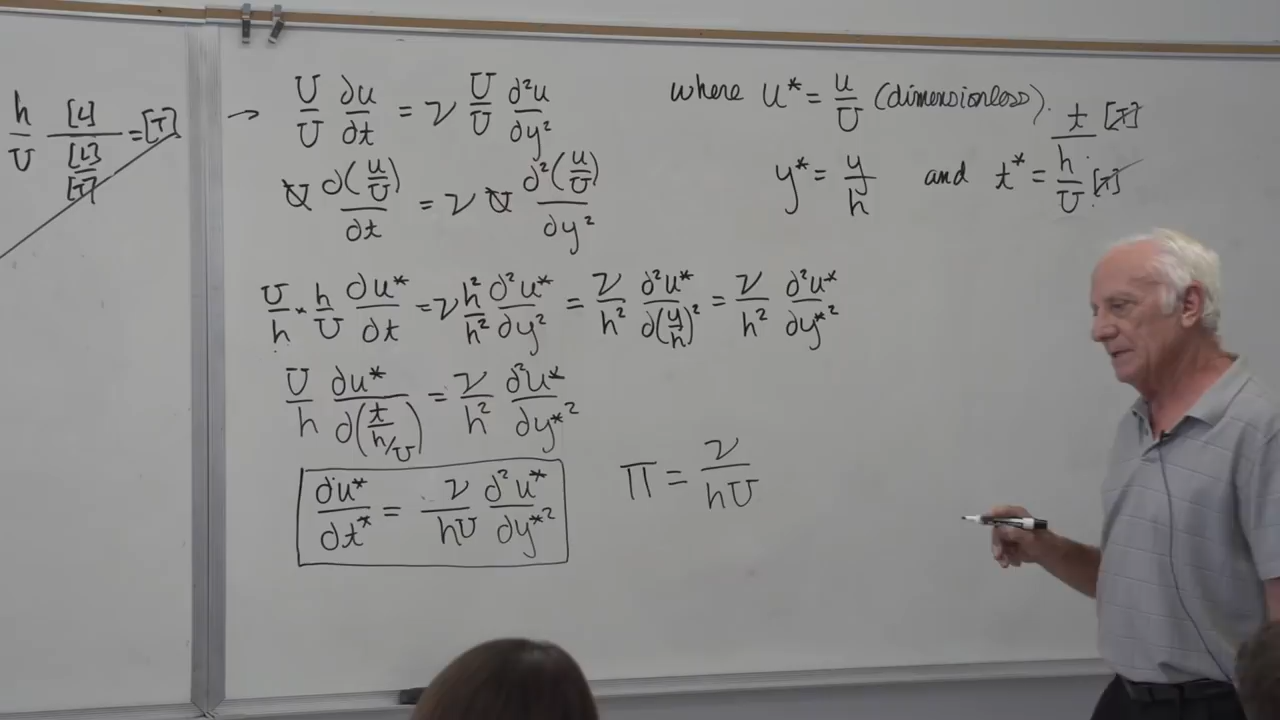 h/U [L]/([L]/[T]) = [T]
→ U/U ∂u/∂t = ν U/U ∂²u/∂y²
U ∂(u/U)/∂t = ν U ∂²(u/U)/∂y²
U/h · h/U ∂u*/∂t = ν h²/h² ∂²u*/∂y² = ν/h² ∂²u*/∂(y/h)² = ν/h² ∂²u*/∂y*²
U/h ∂u*/∂(t/h/U) = ν/h² ∂²u*/∂y*²
∂u*/∂t* = ν/hU ∂²u*/∂y*²
Π = ν/hU
where u* = u/U (dimensionless).
y* = y/h and t* = t [T]/(h/U [T])